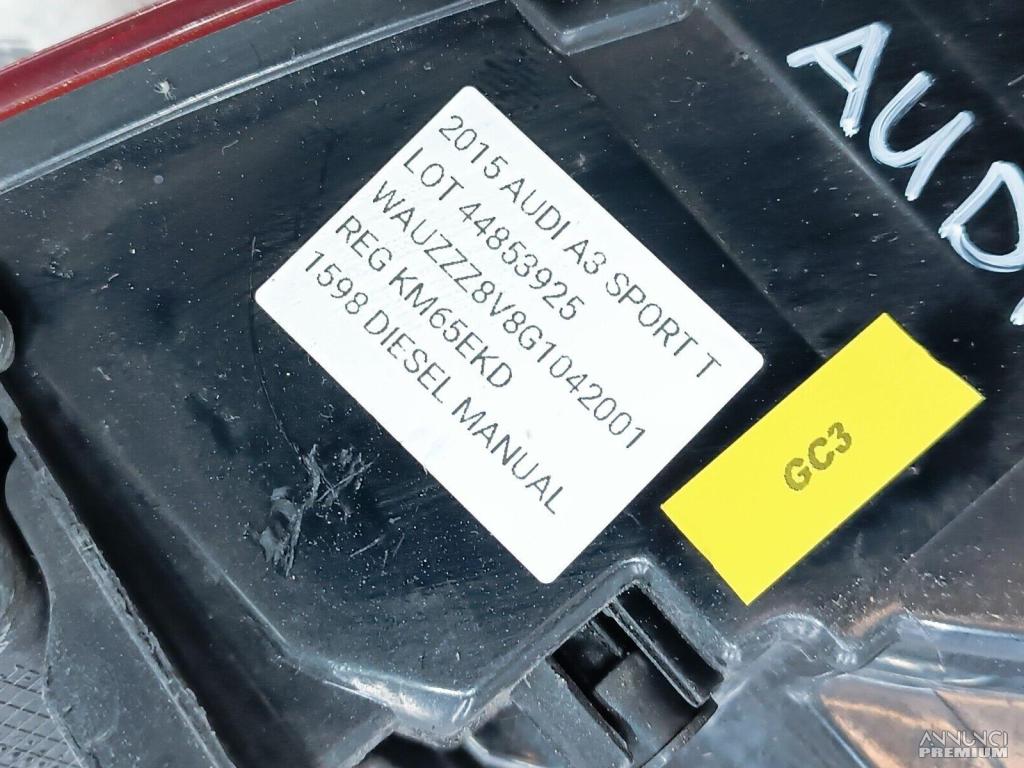 2015 AUDI A3 SPORT T
LOT 44853925
WAUZZZ8V8G1042001
REG KM65EKD
1598 DIESEL MANUAL
GC3
AUD
ANNUNCI
PREMIUM